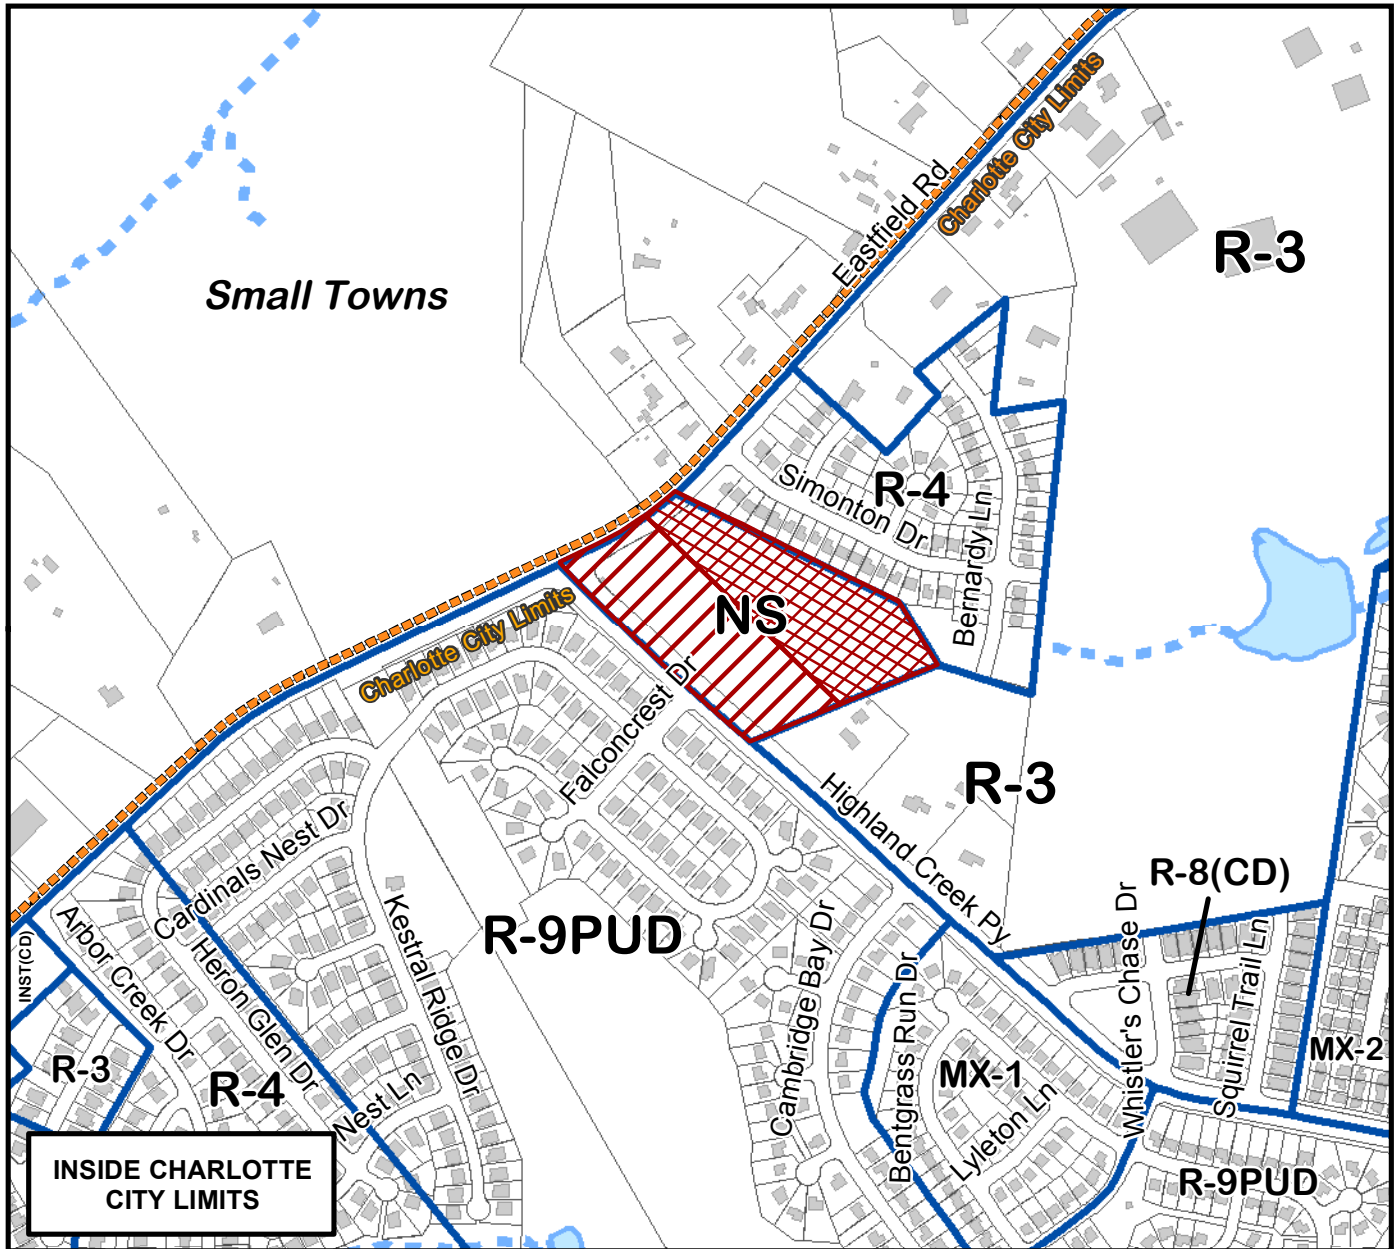 Charlotte City Limits
Eastfield Rd
R-3
Small Towns
Simonton Dr
R-4
Bernardy Ln
NS
Charlotte City Limits
Falconcrest Dr
R-3
Highland Creek Py
Cardinals Nest Dr
R-8(CD)
Arbor Creek Dr
Heron Glen Dr
Kestral Ridge Dr
R-9PUD
Cambridge Bay Dr
Bentgrass Run Dr
Whistler's Chase Dr
Squirrel Trail Ln
INST(CD)
R-3
R-4
Nest Ln
MX-1
Lyleton Ln
MX-2
R-9PUD
INSIDE CHARLOTTE
CITY LIMITS